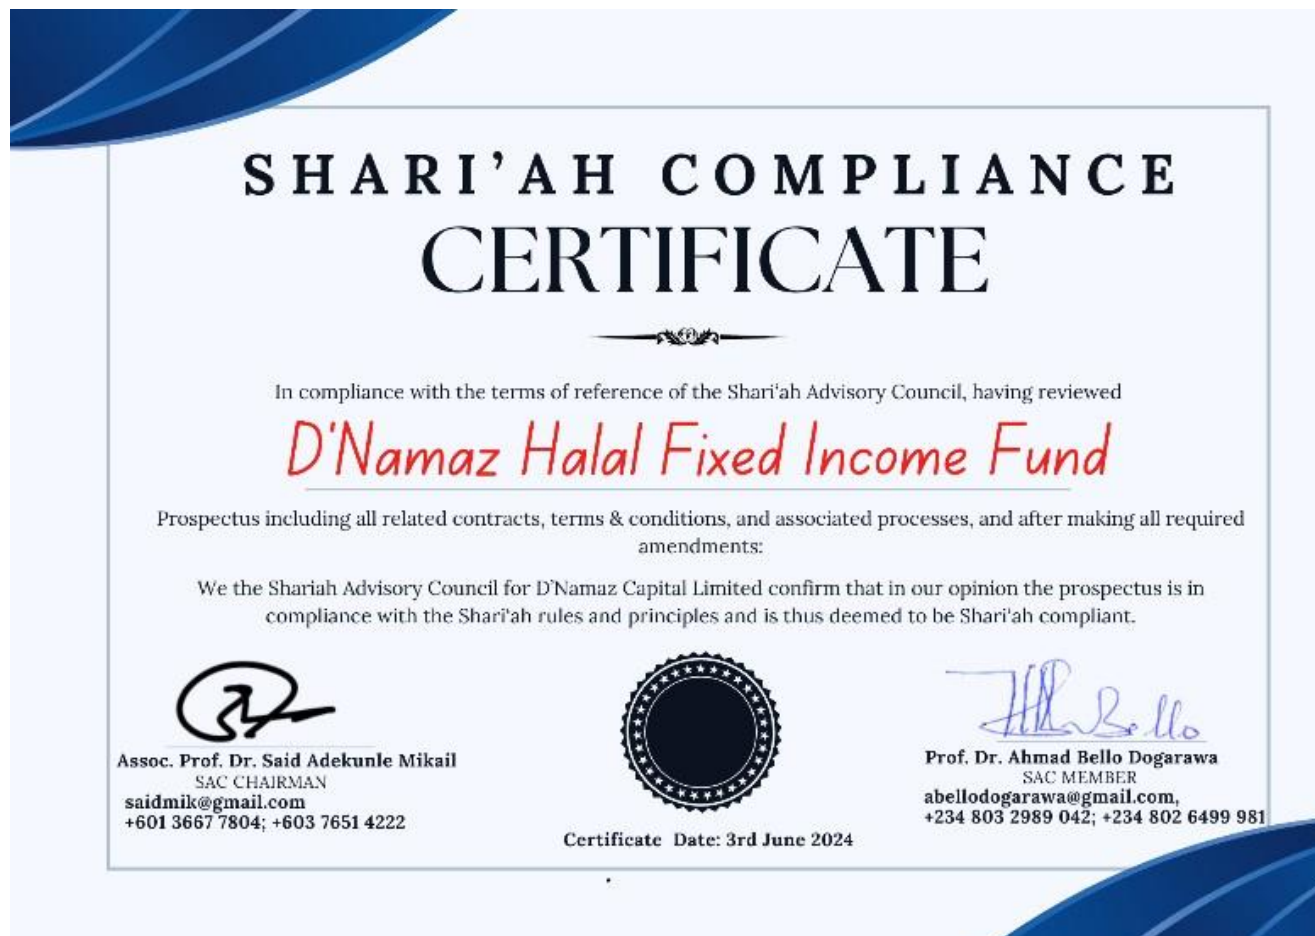 SHARI'AH COMPLIANCE
CERTIFICATE
In compliance with the terms of reference of the Shari'ah Advisory Council, having reviewed
D'Namaz Halal Fixed Income Fund
Prospectus including all related contracts, terms & conditions, and associated processes, and after making all required
amendments:
We the Shariah Advisory Council for D'Namaz Capital Limited confirm that in our opinion the prospectus is in
compliance with the Shari'ah rules and principles and is thus deemed to be Shari'ah compliant.
Assoc. Prof. Dr. Said Adekunle Mikail
SAC CHAIRMAN
saidmik@gmail.com
+601 3667 7804; +603 7651 4222
Certificate Date: 3rd June 2024
Bello
Prof. Dr. Ahmad Bello Dogarawa
SAC MEMBER
abellodogarawa@gmail.com,
+234 803 2989 042; +234 802 6499 981